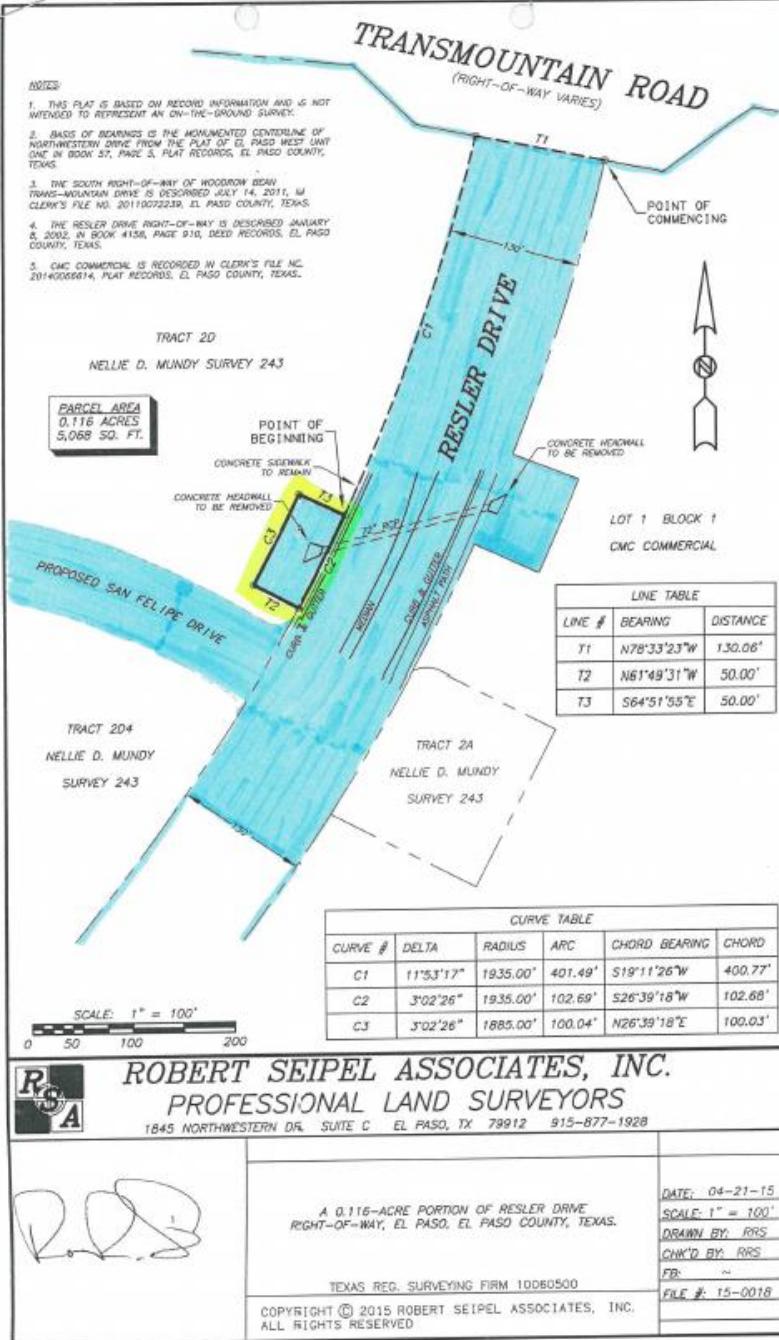 TRANSMOUNTAIN ROAD
(RIGHT-OF-WAY VARIES)
NOTES:
1. THIS PLAT IS BASED ON RECORD INFORMATION AND IS NOT
INTENDED TO REPRESENT AN ON-THE-GROUND SURVEY.
2. BASIS OF BEARINGS IS THE MONUMENTED CENTERLINE OF
NORTHWESTERN DRIVE FROM THE PLAT OF EL PASO WEST UNIT
ONE IN BOOK 57, PAGE 5, PLAT RECORDS, EL PASO COUNTY,
TEXAS.
3. THE SOUTH RIGHT-OF-WAY OF WOODROW BEAN
TRANS-MOUNTAIN DRIVE IS DESCRIBED JULY 14, 2011, IN
CLERK'S FILE NO. 20110072239, EL PASO COUNTY, TEXAS.
4. THE RESLER DRIVE RIGHT-OF-WAY IS DESCRIBED JANUARY
8, 2002, IN BOOK 4158, PAGE 910, DEED RECORDS, EL PASO
COUNTY, TEXAS.
5. CMC COMMERCIAL IS RECORDED IN CLERK'S FILE NO.
20140066614, PLAT RECORDS, EL PASO COUNTY, TEXAS.
T1
POINT OF
COMMENCING
130'
C1
RESLER DRIVE
N
TRACT 2D
NELLIE D. MUNDY SURVEY 243
PARCEL AREA
0.116 ACRES
5,068 SQ. FT.
POINT OF
BEGINNING
CONCRETE SIDEWALK
TO REMAIN
CONCRETE HEADWALL
TO BE REMOVED
CONCRETE HEADWALL
TO BE REMOVED
T3
C3
72" RCP
C2
T2
CURB & GUTTER
MEDIAN
CURB & GUTTER
ASPHALT PATH
LOT 1 BLOCK 1
CMC COMMERCIAL
PROPOSED SAN FELIPE DRIVE
LINE TABLE
LINE # BEARING DISTANCE
T1 N78°33'23"W 130.06'
T2 N61°49'31"W 50.00'
T3 S64°51'55"E 50.00'
TRACT 2D4
NELLIE D. MUNDY
SURVEY 243
TRACT 2A
NELLIE D. MUNDY
SURVEY 243
130'
CURVE TABLE
CURVE # DELTA RADIUS ARC CHORD BEARING CHORD
C1 11°53'17" 1935.00' 401.49' S19°11'26"W 400.77'
C2 3°02'26" 1935.00' 102.69' S26°39'18"W 102.68'
C3 3°02'26" 1885.00' 100.04' N26°39'18"E 100.03'
SCALE: 1" = 100'
0 50 100 200
RSA
ROBERT SEIPEL ASSOCIATES, INC.
PROFESSIONAL LAND SURVEYORS
1845 NORTHWESTERN DR. SUITE C EL PASO, TX 79912 915-877-1928
A 0.116-ACRE PORTION OF RESLER DRIVE
RIGHT-OF-WAY, EL PASO, EL PASO COUNTY, TEXAS.
TEXAS REG. SURVEYING FIRM 10060500
COPYRIGHT © 2015 ROBERT SEIPEL ASSOCIATES, INC.
ALL RIGHTS RESERVED
DATE: 04-21-15
SCALE: 1" = 100'
DRAWN BY: RRS
CHK'D BY: RRS
FB: ~
FILE #: 15-0018